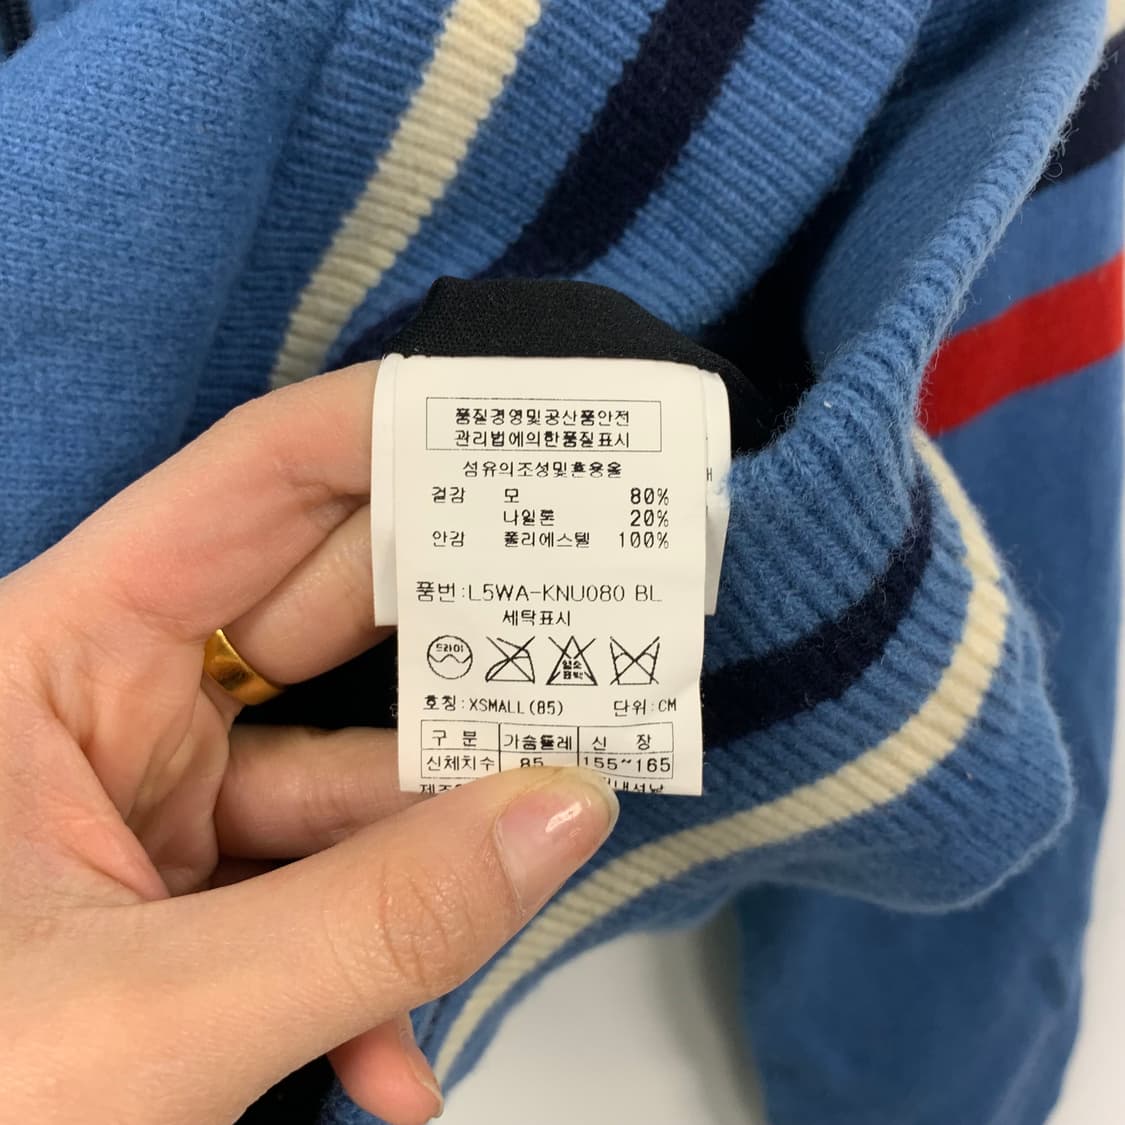 품질경영및공산품안전
관리법에의한품질표시
섬유의조성및혼용율
겉감 모 80%
나일론 20%
안감 폴리에스텔 100%
품번:L5WA-KNU080 BL
세탁표시
드라이
염소
표백
호칭:XSMALL(85) 단위:CM
구 분 가슴둘레 신 장
신체치수 85 155~165